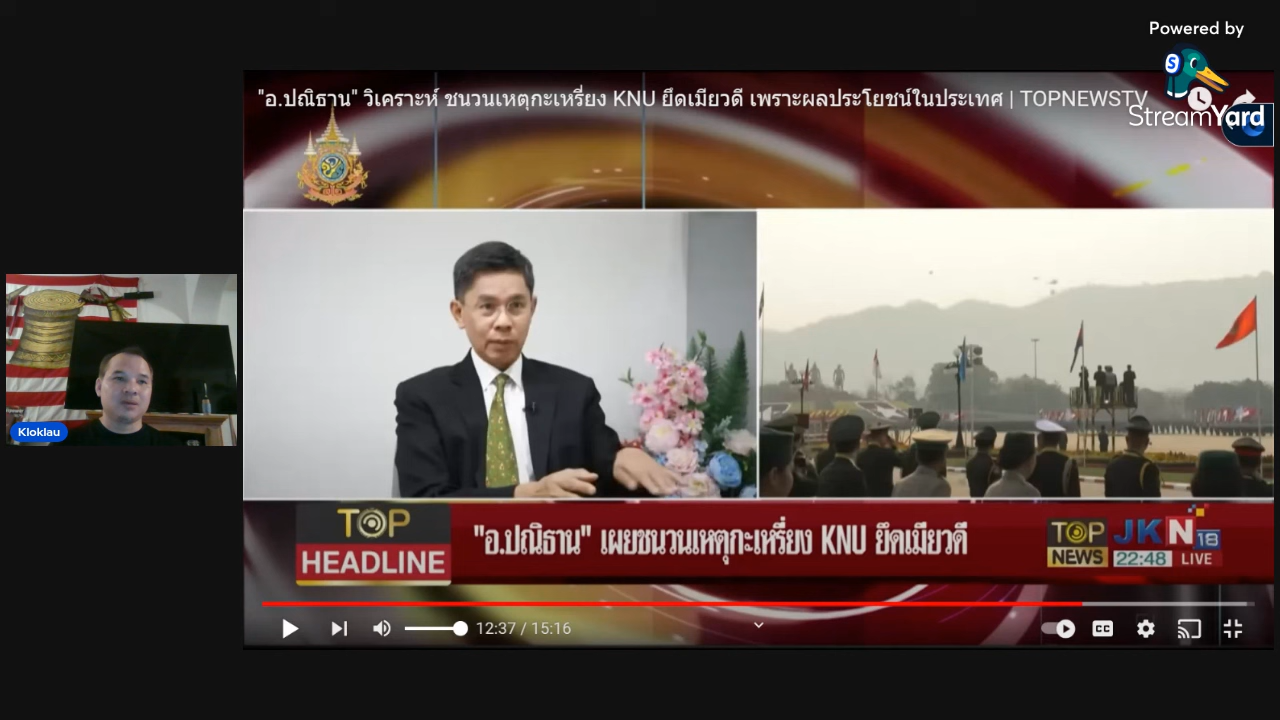 Powered by
StreamYard
"อ.ปณิธาน" วิเคราะห์ ชนวนเหตุกะเหรี่ยง KNU ยึดเมียวดี เพราะผลประโยชน์ในประเทศ | TOPNEWSTV
Kloklau
TOP
HEADLINE
"อ.ปณิธาน" เผยชนวนเหตุกะเหรี่ยง KNU ยึดเมียวดี
TOP
NEWS
JKN 18
22:48 LIVE
12:37 / 15:16
CC